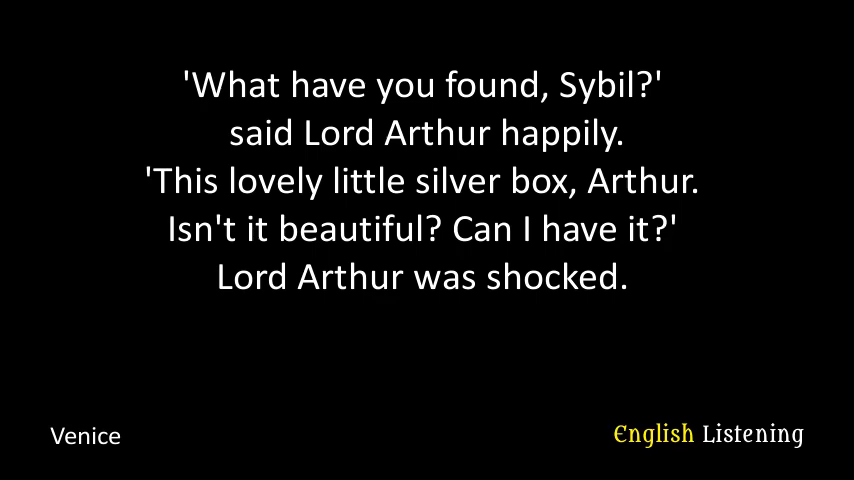 'What have you found, Sybil?'
said Lord Arthur happily.
'This lovely little silver box, Arthur.
Isn't it beautiful? Can I have it?'
Lord Arthur was shocked.
Venice
English Listening